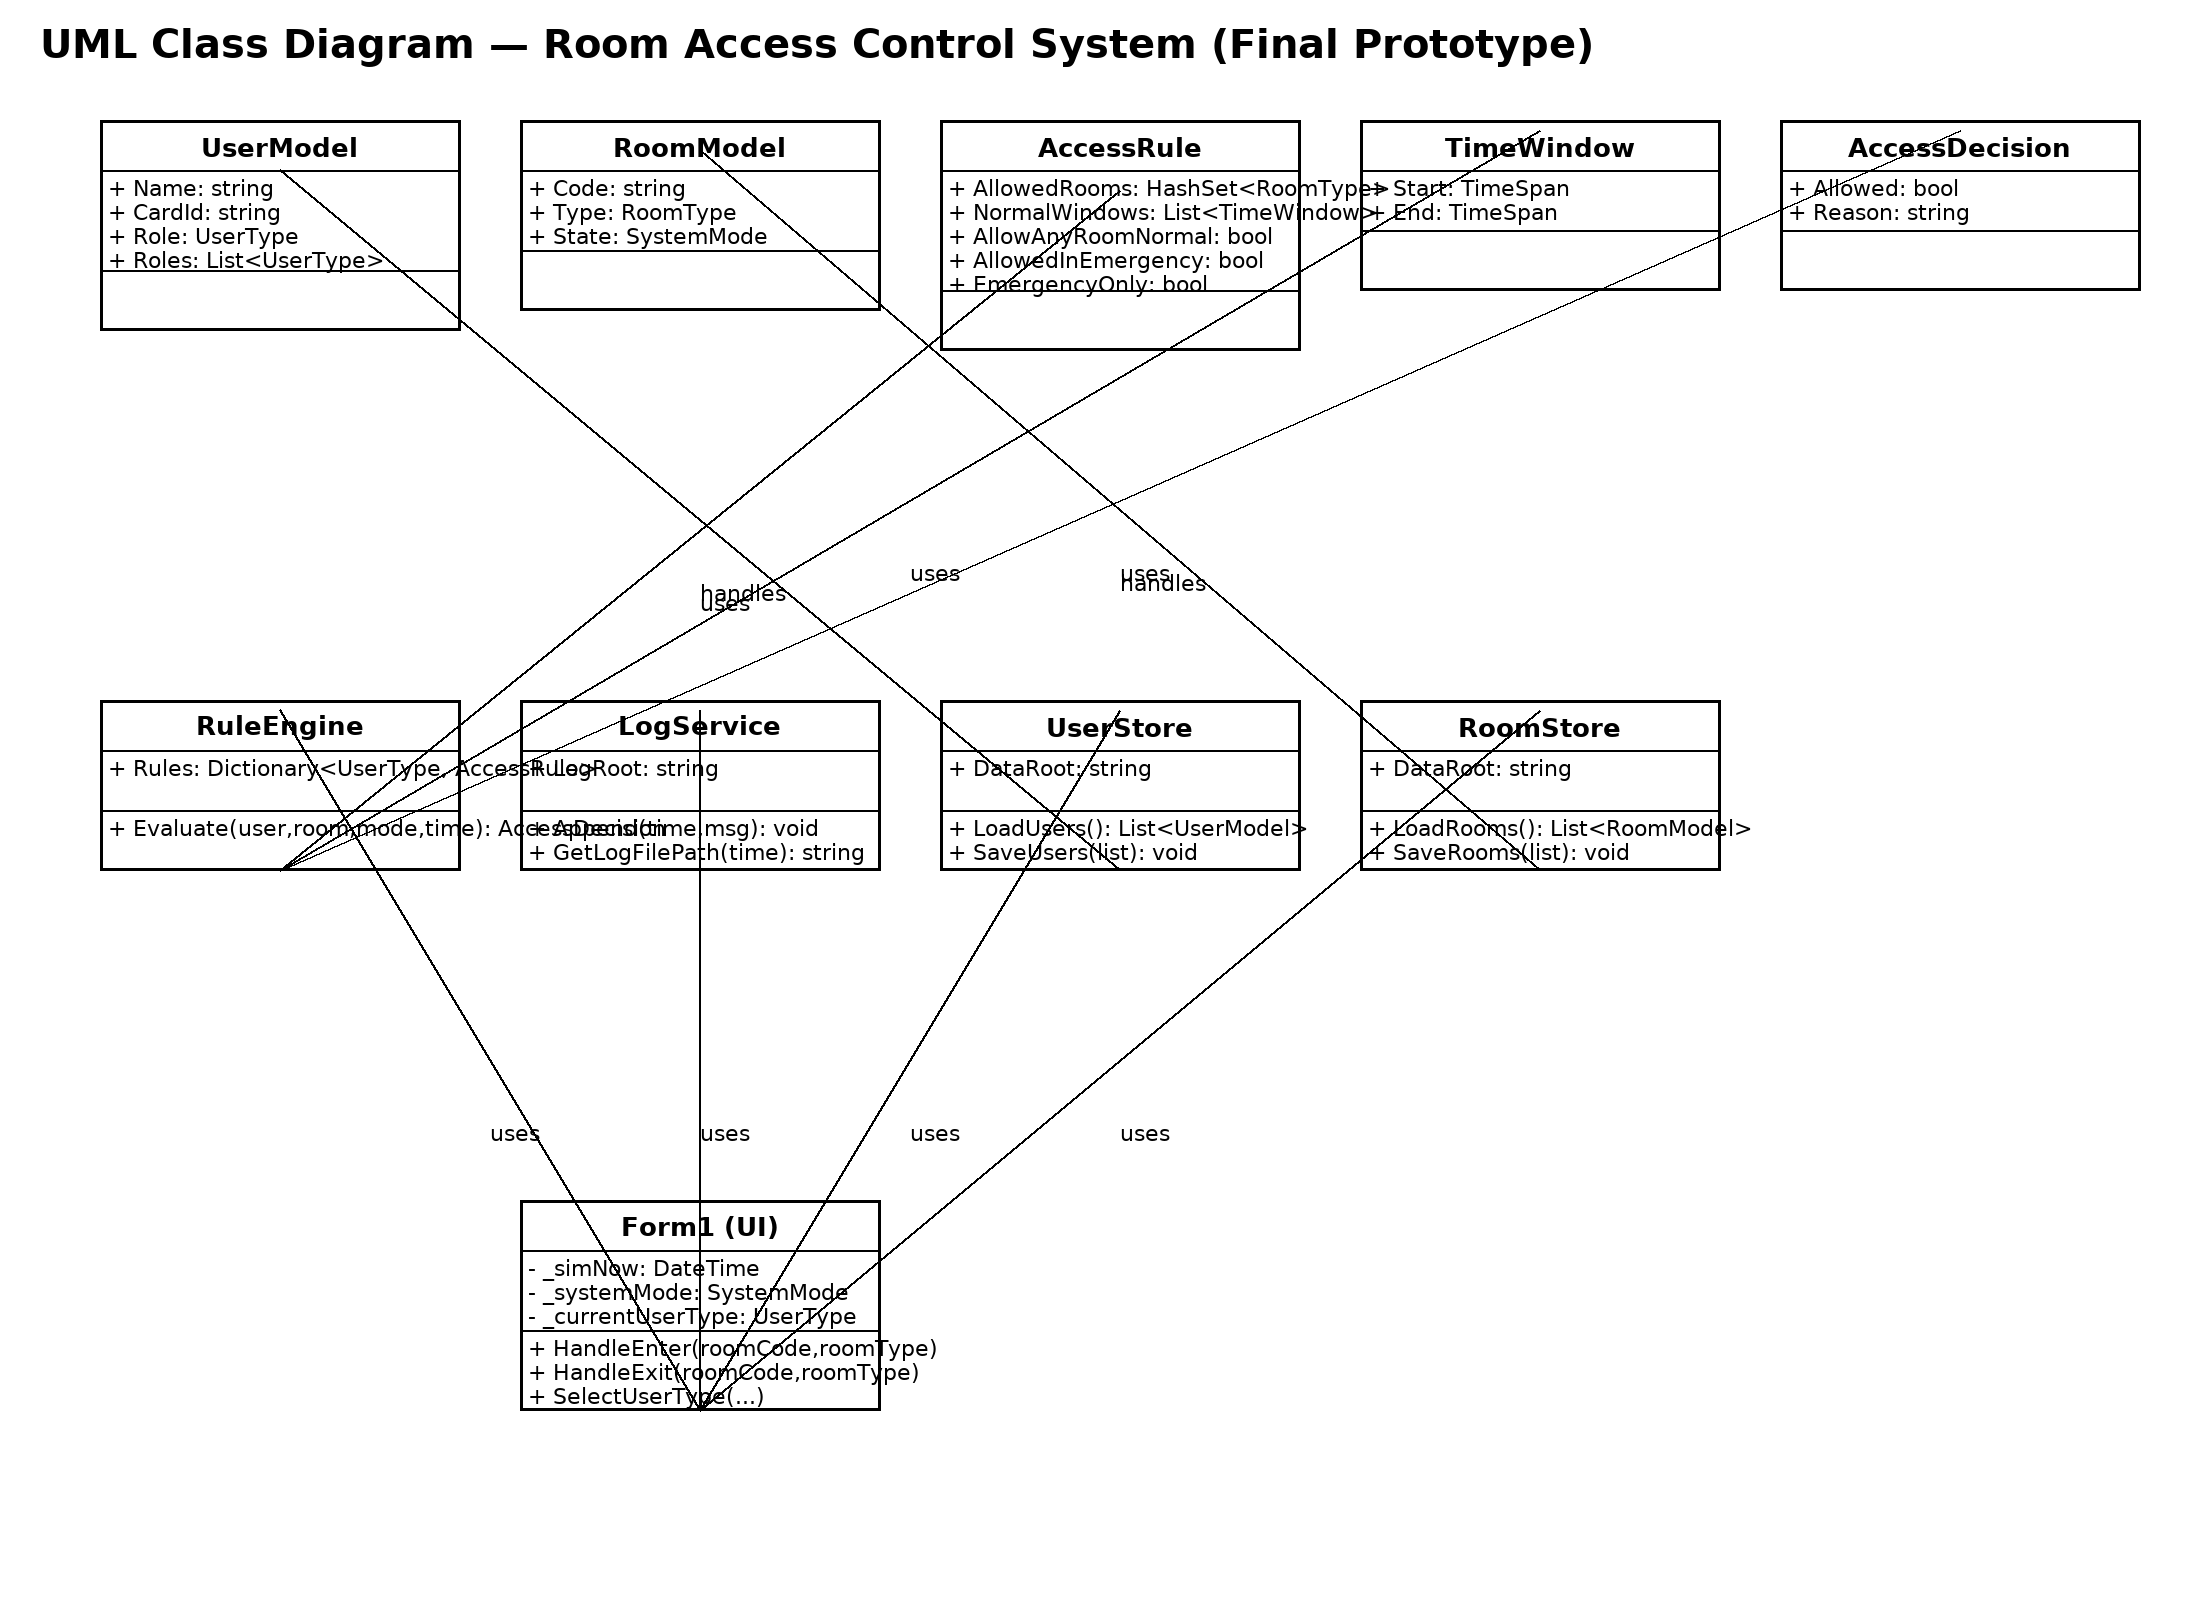 UML Class Diagram — Room Access Control System (Final Prototype)
UserModel
+ Name: string
+ CardId: string
+ Role: UserType
+ Roles: List<UserType>
RoomModel
+ Code: string
+ Type: RoomType
+ State: SystemMode
AccessRule
+ AllowedRooms: HashSet<RoomType>
+ NormalWindows: List<TimeWindow>
+ AllowAnyRoomNormal: bool
+ AllowedInEmergency: bool
+ EmergencyOnly: bool
TimeWindow
+ Start: TimeSpan
+ End: TimeSpan
AccessDecision
+ Allowed: bool
+ Reason: string
handles
uses
uses
uses
handles
RuleEngine
+ Rules: Dictionary<UserType, AccessRule>
+ Evaluate(user,room,mode,time): AccessDecision
LogService
+ LogRoot: string
+ Append(time,msg): void
+ GetLogFilePath(time): string
UserStore
+ DataRoot: string
+ LoadUsers(): List<UserModel>
+ SaveUsers(list): void
RoomStore
+ DataRoot: string
+ LoadRooms(): List<RoomModel>
+ SaveRooms(list): void
uses
uses
uses
uses
Form1 (UI)
- _simNow: DateTime
- _systemMode: SystemMode
- _currentUserType: UserType
+ HandleEnter(roomCode,roomType)
+ HandleExit(roomCode,roomType)
+ SelectUserType(...)